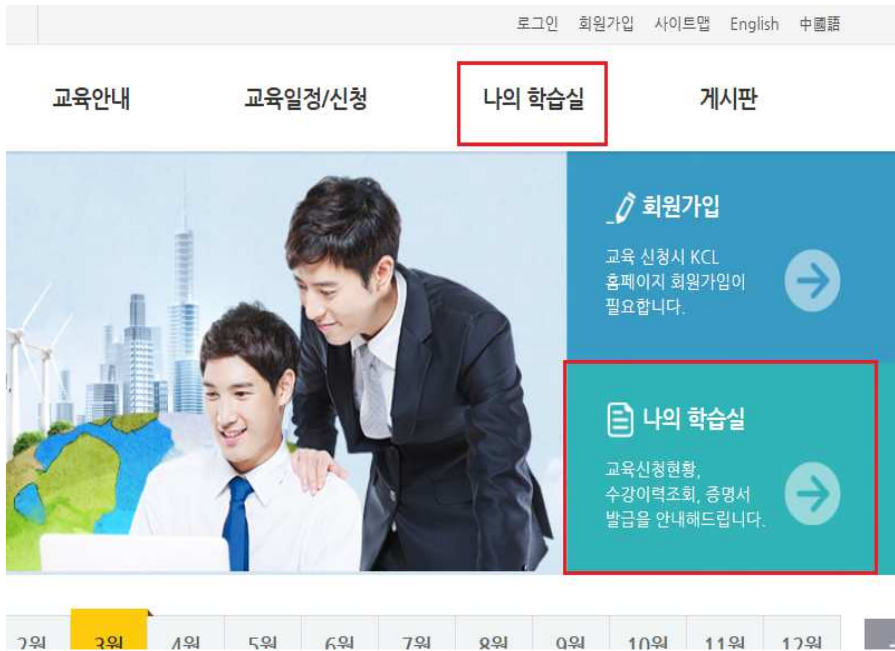 로그인 회원가입 사이트맵 English 中國語
교육안내 교육일정/신청 나의 학습실 게시판
회원가입
교육 신청시 KCL
홈페이지 회원가입이
필요합니다.
나의 학습실
교육신청현황,
수강이력조회, 증명서
발급을 안내해드립니다.
2월 3월 4월 5월 6월 7월 8월 9월 10월 11월 12월